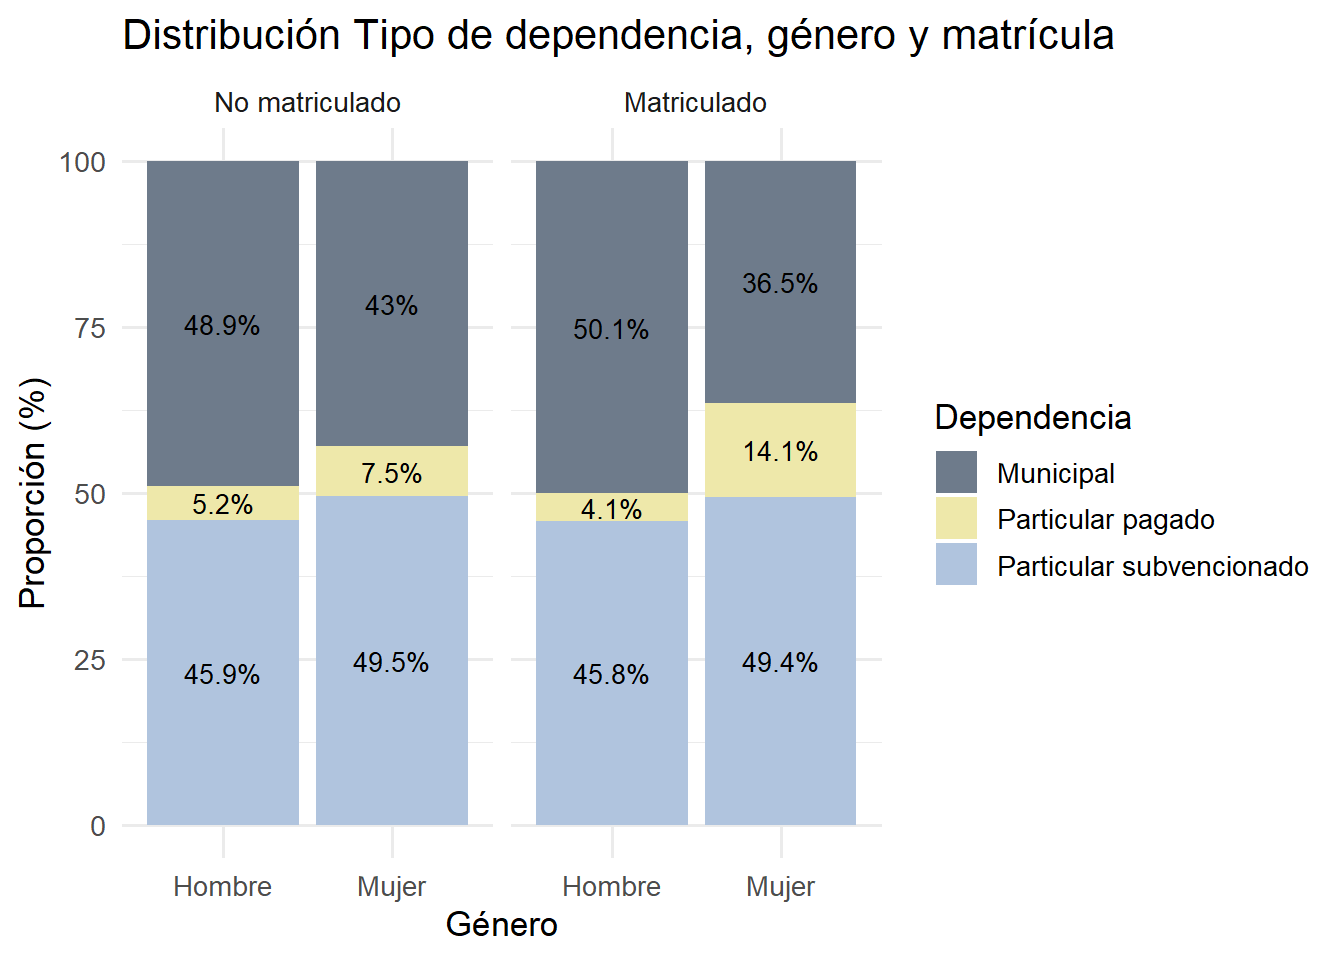 Distribución Tipo de dependencia, género y matrícula
No matriculado
Matriculado
Proporción (%)
100
75
50
25
0
48.9%
43%
50.1%
36.5%
5.2%
7.5%
4.1%
14.1%
45.9%
49.5%
45.8%
49.4%
Hombre
Mujer
Hombre
Mujer
Género
Dependencia
Municipal
Particular pagado
Particular subvencionado